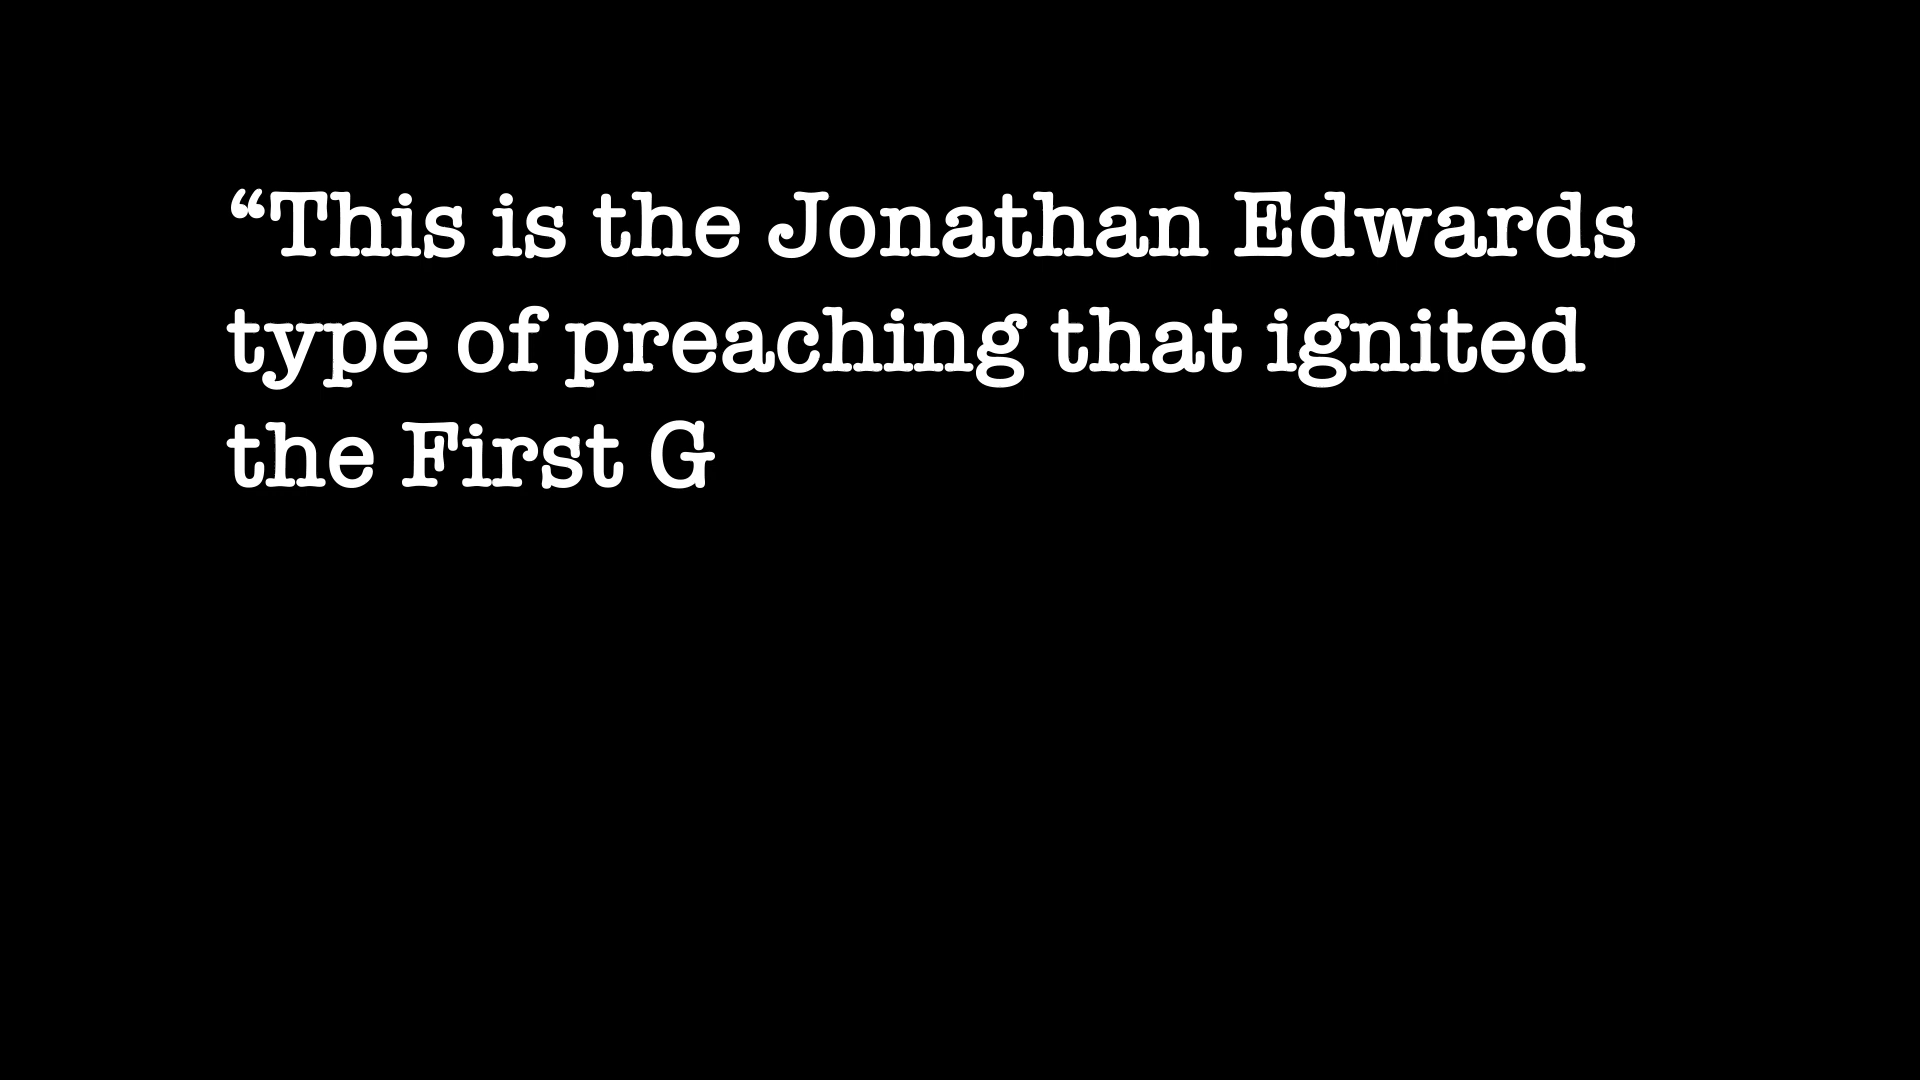 “This is the Jonathan Edwards
type of preaching that ignited
the First G